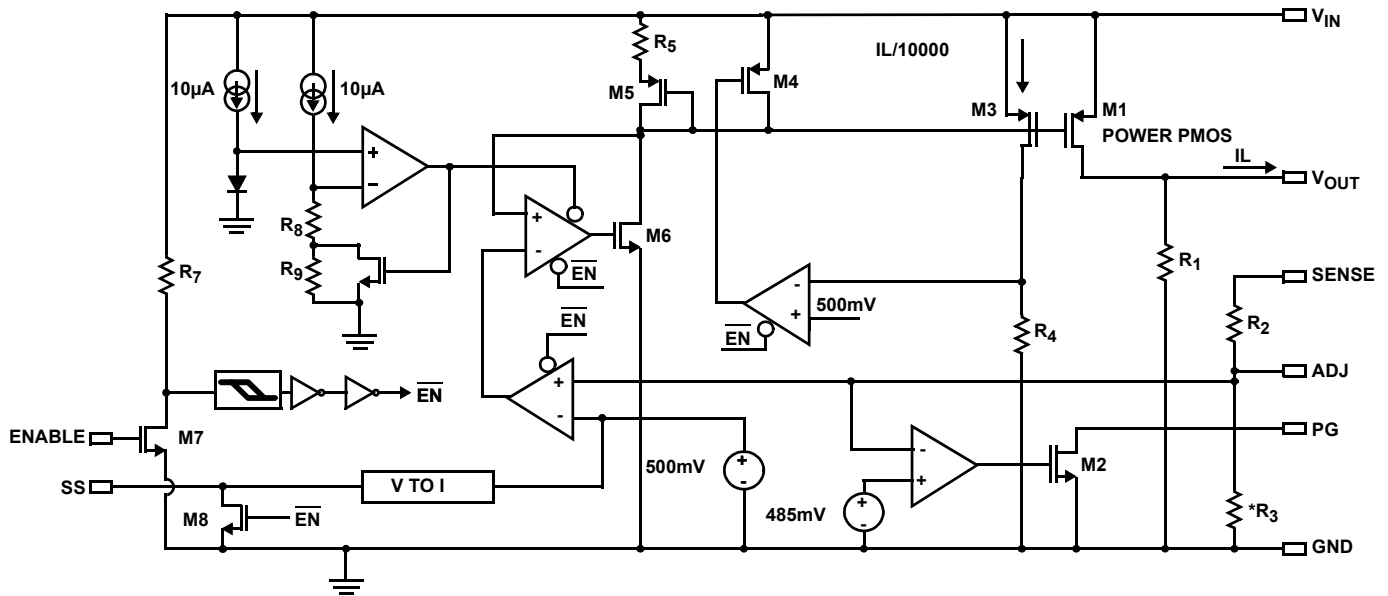 V_IN
R5
IL/10000
10µA
10µA
M4
M5
M3
M1
POWER PMOS
IL
V_OUT
+
−
R8
R9
R7
+
-
M6
EN
R1
SENSE
-
500mV
+
EN
R4
R2
EN
ADJ
+
-
EN
ENABLE
M7
PG
-
M2
+
500mV
+
-
SS
V TO I
485mV
+
-
*R3
M8
EN
GND